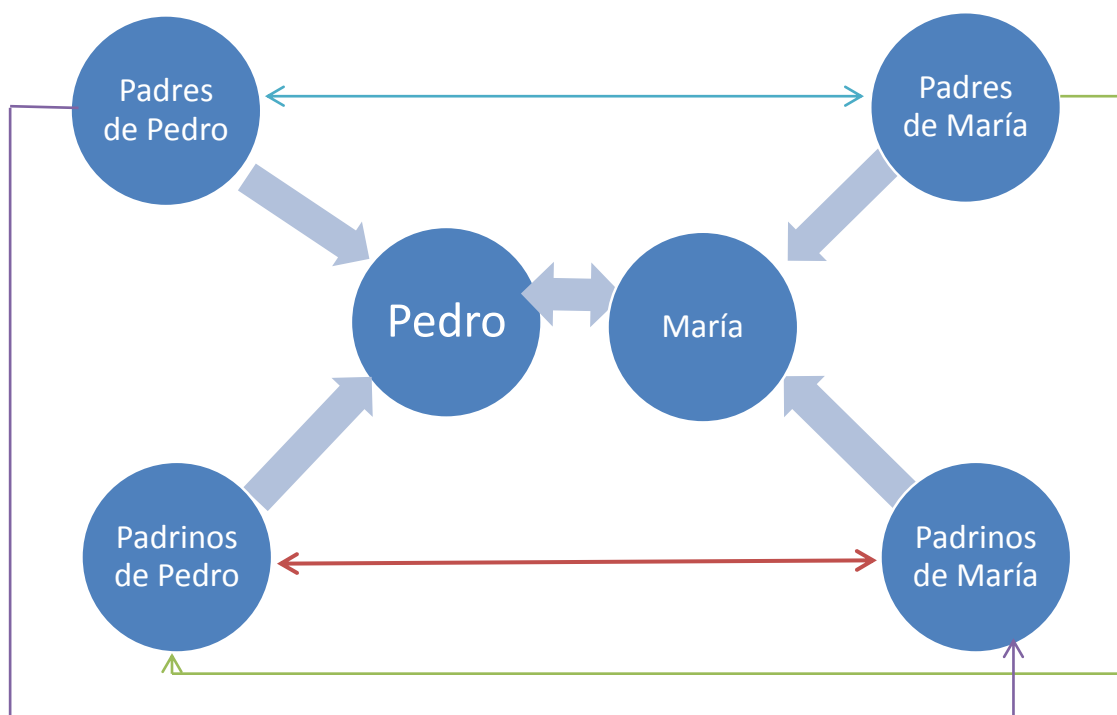 Padres
de Pedro
Padres
de María
Pedro
María
Padrinos
de Pedro
Padrinos
de María